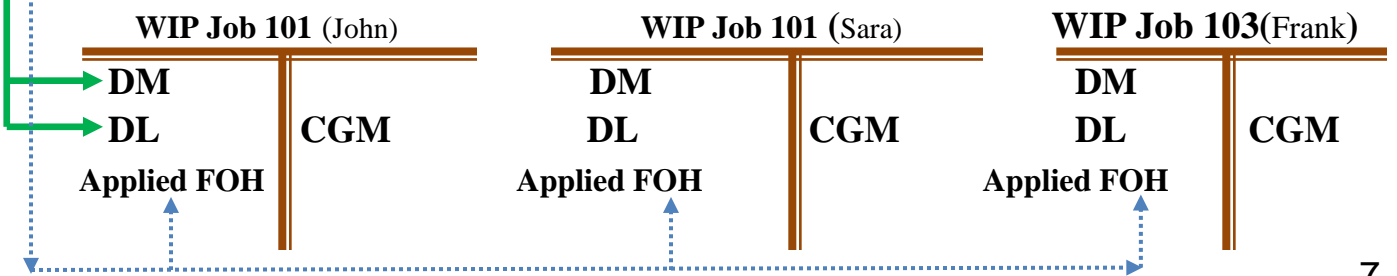 WIP Job 101 (John) WIP Job 101 (Sara) WIP Job 103(Frank)
DM DM DM
DL CGM DL CGM DL CGM
Applied FOH Applied FOH Applied FOH
7